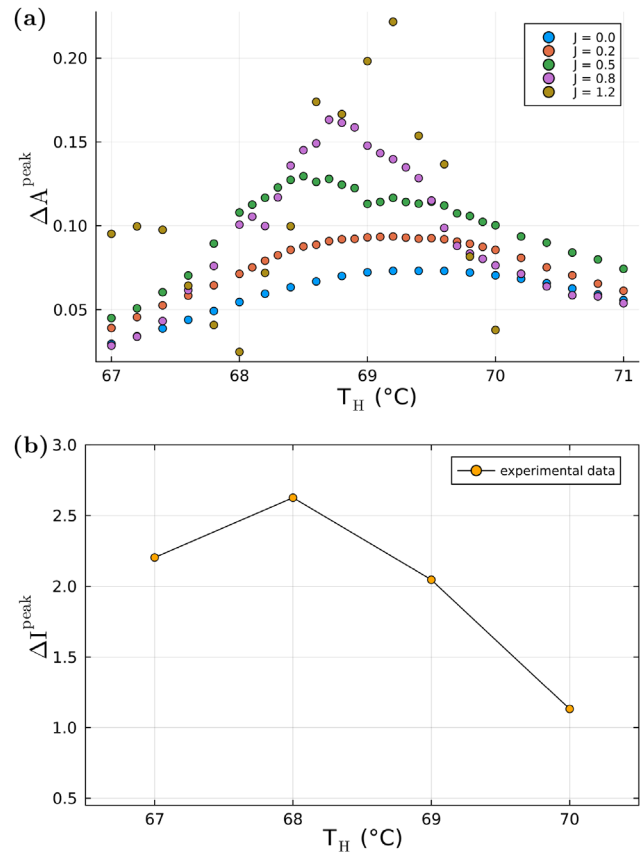 (a)
0.20
0.15
0.10
0.05
ΔA^peak
J = 0.0
J = 0.2
J = 0.5
J = 0.8
J = 1.2
67 68 69 70 71
T_H (°C)
(b)
3.0
2.5
2.0
1.5
1.0
0.5
ΔI^peak
experimental data
67 68 69 70
T_H (°C)